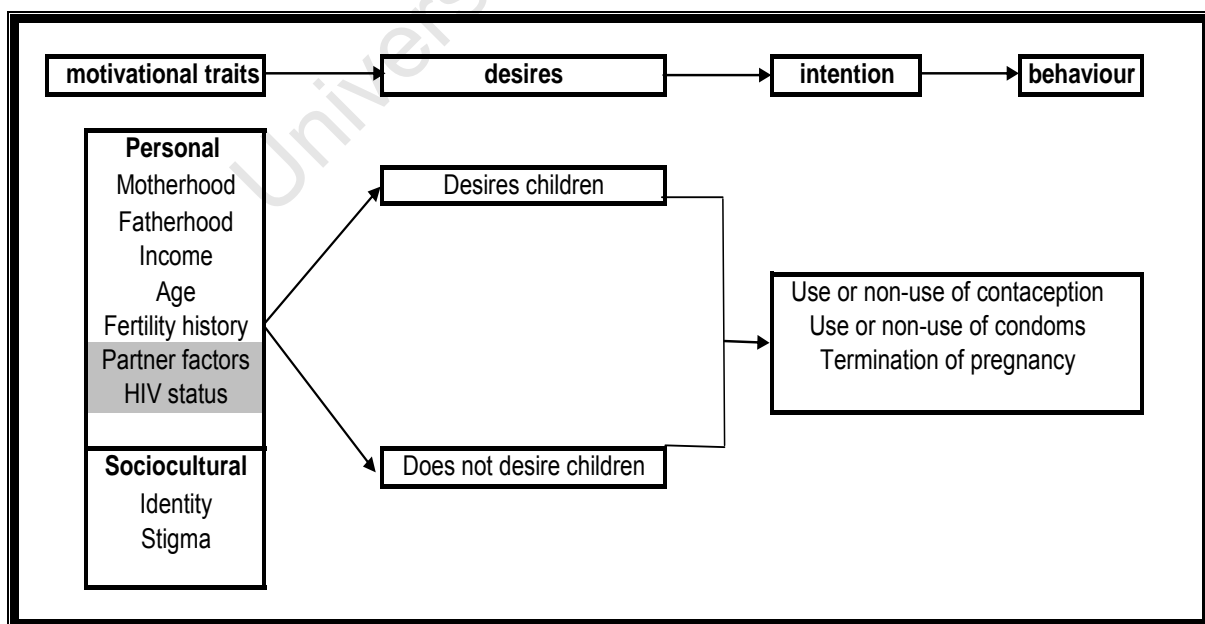 motivational traits
desires
intention
behaviour
Personal
Motherhood
Fatherhood
Income
Age
Fertility history
Partner factors
HIV status
Sociocultural
Identity
Stigma
Desires children
Does not desire children
Use or non-use of contaception
Use or non-use of condoms
Termination of pregnancy
Univers